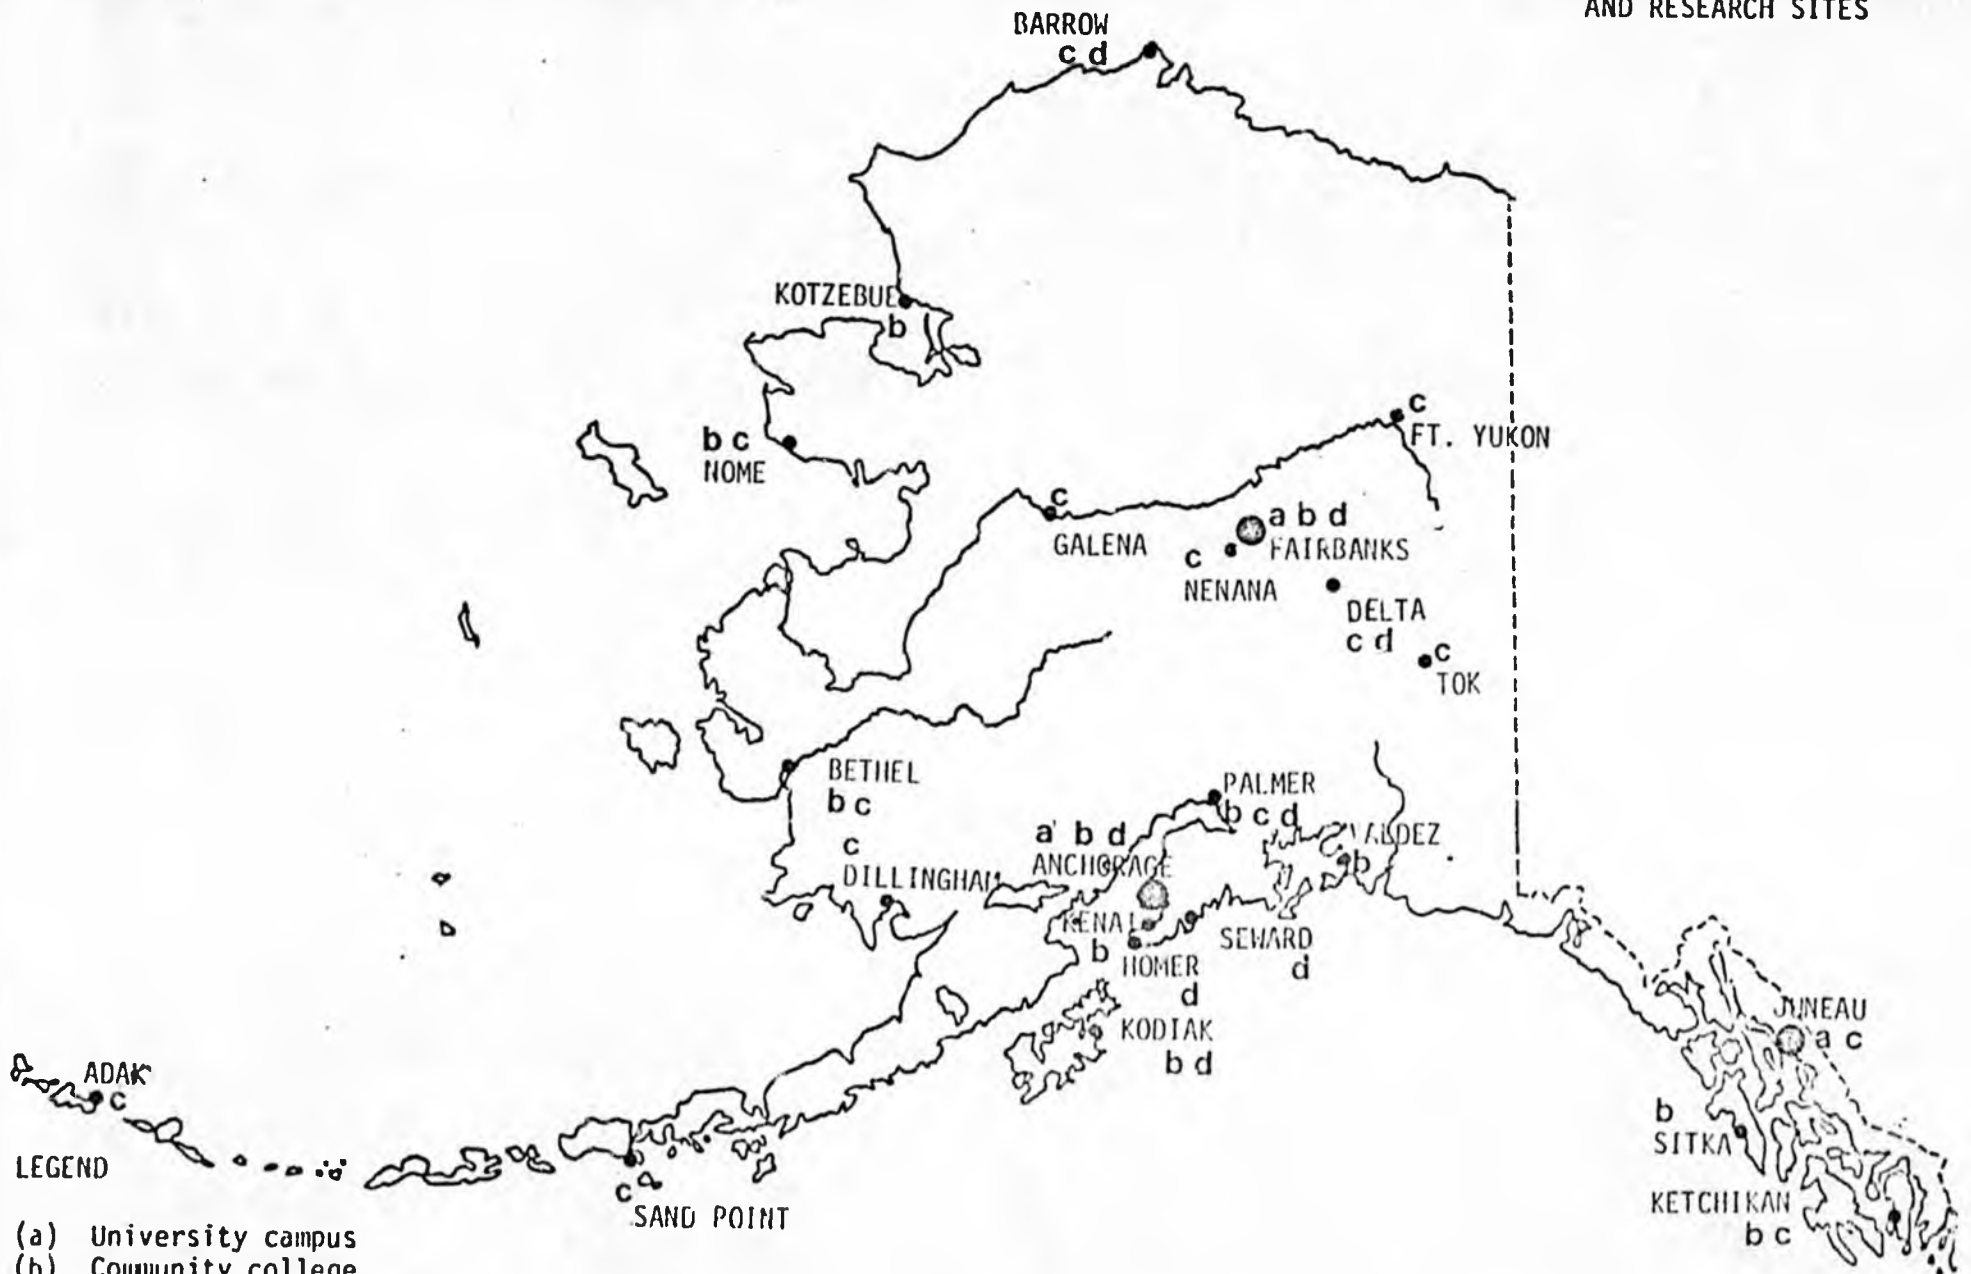 AND RESEARCH SITES
BARROW
c d
KOTZEBUE
b
b c
NOME
c
FT. YUKON
c
GALENA
a b d
FAIRBANKS
c
NENANA
DELTA
c d
c
TOK
BETHEL
b c
PALMER
b c d
a b d
ANCHORAGE
VALDEZ
b
c
DILLINGHAM
KENAI
b
HOMER
d
SEWARD
d
KODIAK
b d
JUNEAU
a c
ADAK
c
b
SITKA
KETCHIKAN
b c
c
SAND POINT
LEGEND
(a) University campus
(b) Community college